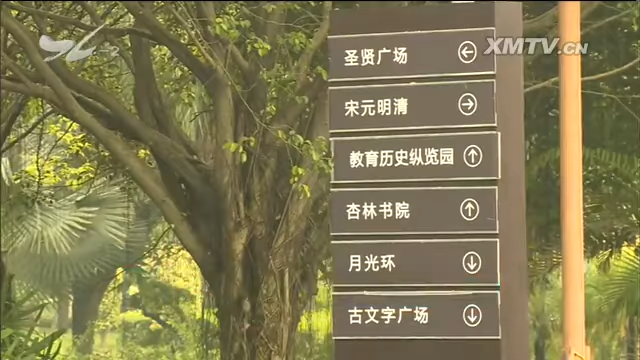 XMTV.CN
-2
圣贤广场 ←
宋元明清 →
教育历史纵览园 ↑
杏林书院 ↑
月光环 ↓
古文字广场 ↓